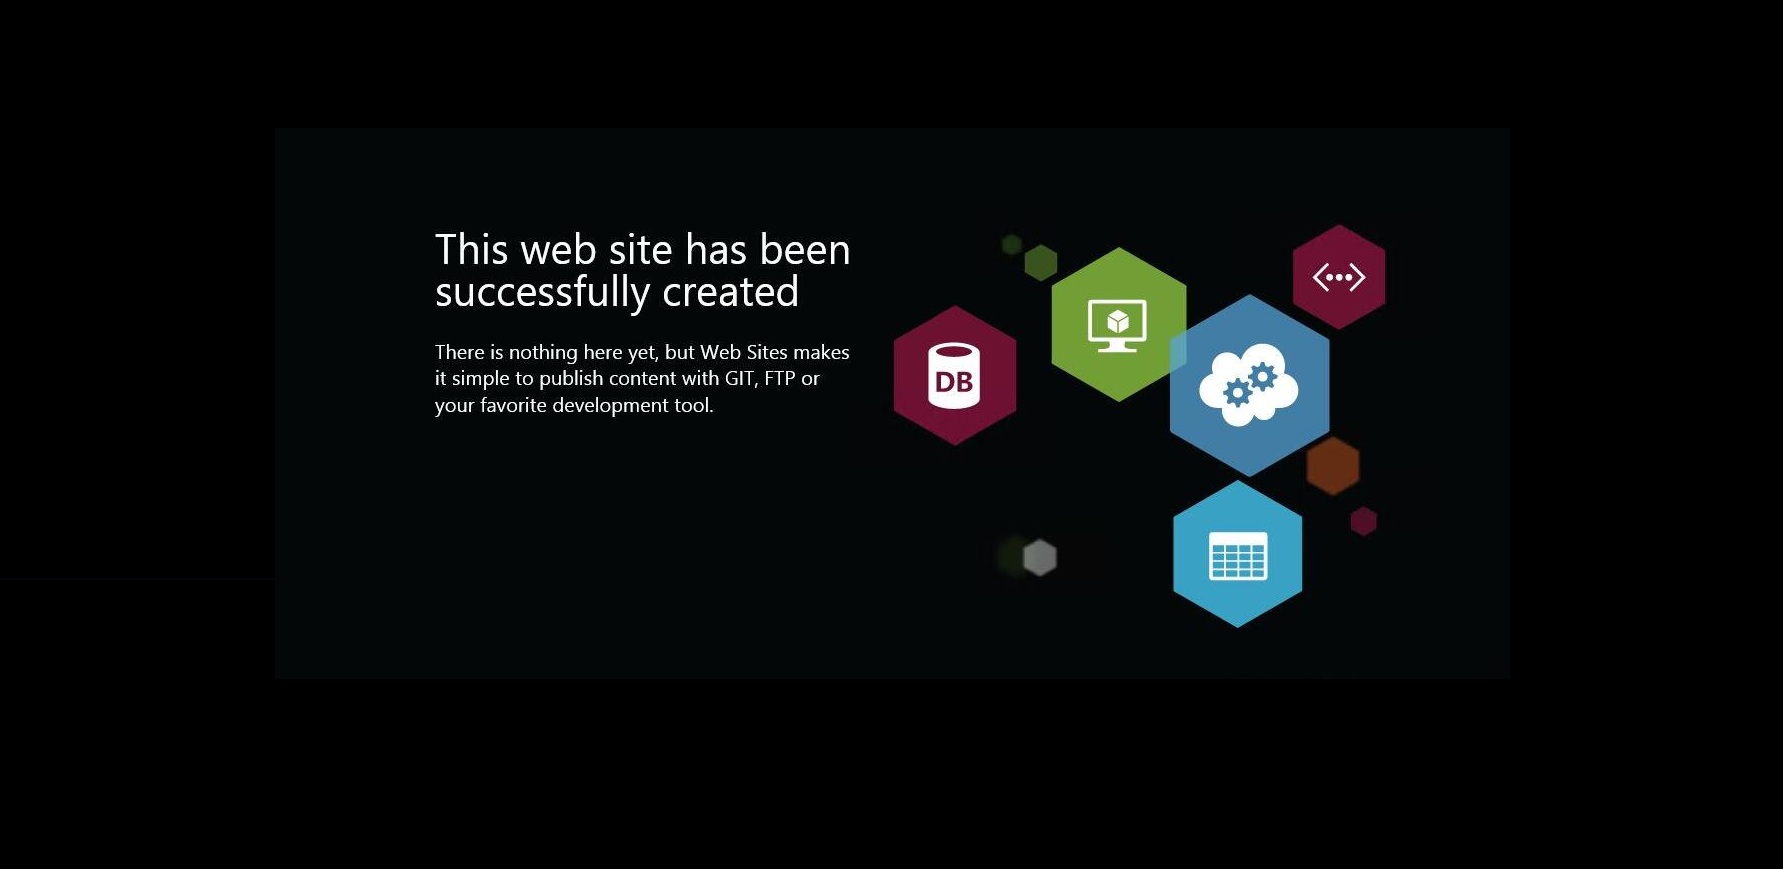 This web site has been
successfully created
There is nothing here yet, but Web Sites makes
it simple to publish content with GIT, FTP or
your favorite development tool.
DB